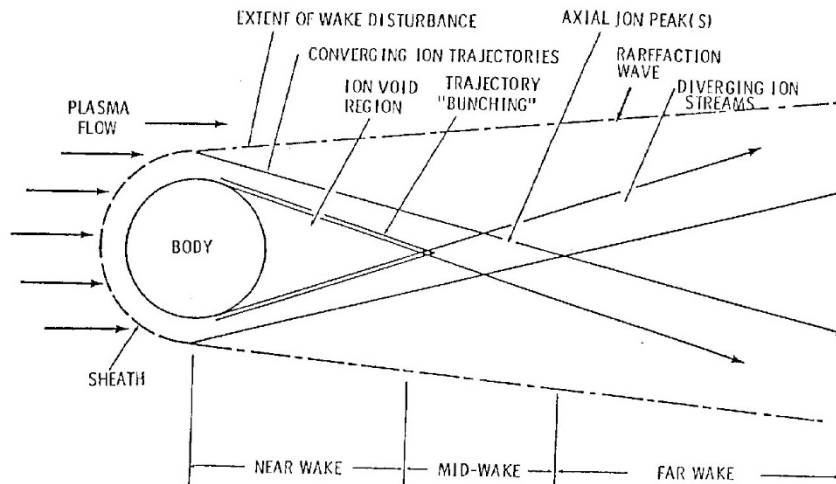 EXTENT OF WAKE DISTURBANCE
AXIAL ION PEAK(S)
CONVERGING ION TRAJECTORIES
RARFFACTION
WAVE
ION VOID
REGION
TRAJECTORY
"BUNCHING"
DIVERGING ION
STREAMS
PLASMA
FLOW
BODY
SHEATH
NEAR WAKE
MID-WAKE
FAR WAKE